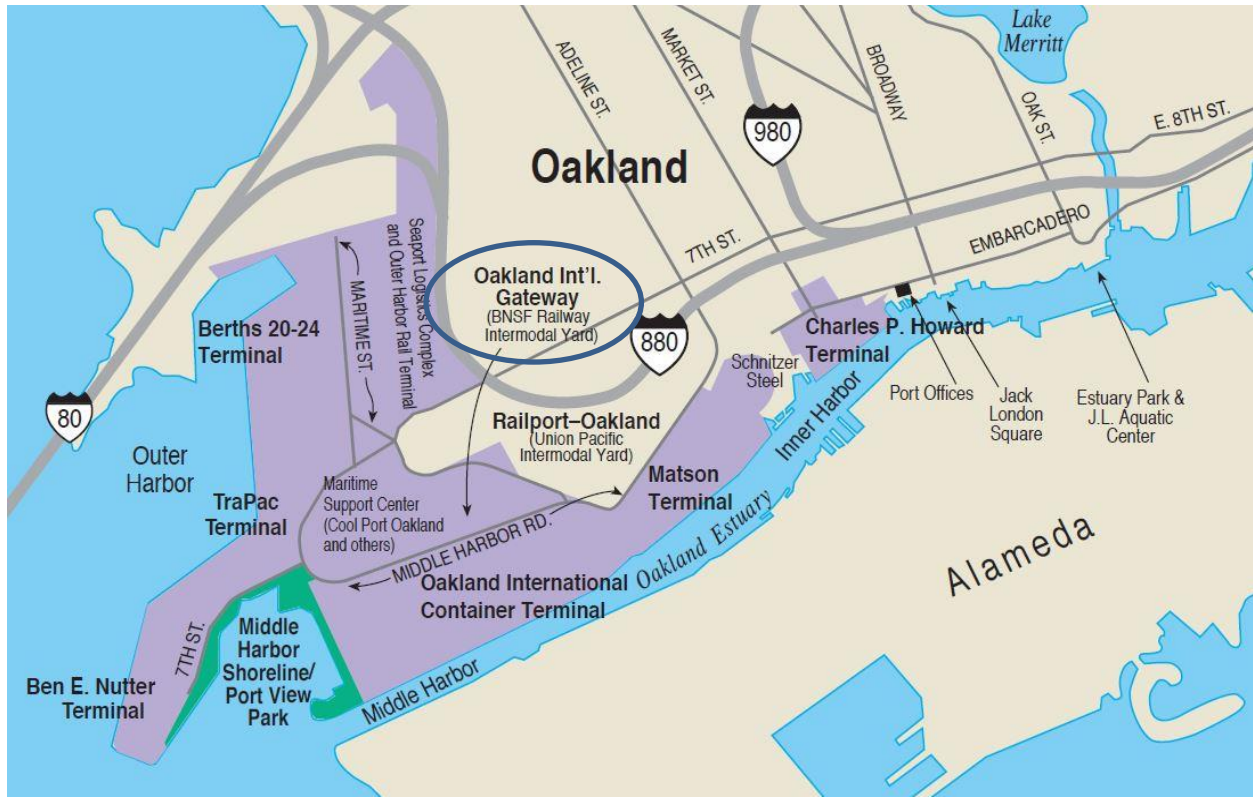 Lake
Merritt
ADELINE ST.
MARKET ST.
BROADWAY
OAK ST.
E. 8TH ST.
980
Oakland
EMBARCADERO
7TH ST.
Seaport Logistics Complex
and Outer Harbor Rail Terminal
MARITIME ST.
Oakland Int'l.
Gateway
(BNSF Railway
Intermodal Yard)
880
Berths 20-24
Terminal
Charles P. Howard
Terminal
Schnitzer
Steel
Port Offices
Jack
London
Square
Estuary Park &
J.L. Aquatic
Center
80
Outer
Harbor
Railport–Oakland
(Union Pacific
Intermodal Yard)
Inner Harbor
TraPac
Terminal
Maritime
Support Center
(Cool Port Oakland
and others)
Matson
Terminal
MIDDLE HARBOR RD.
Oakland Estuary
Alameda
Oakland International
Container Terminal
7TH ST.
Middle
Harbor
Shoreline/
Port View
Park
Middle Harbor
Ben E. Nutter
Terminal